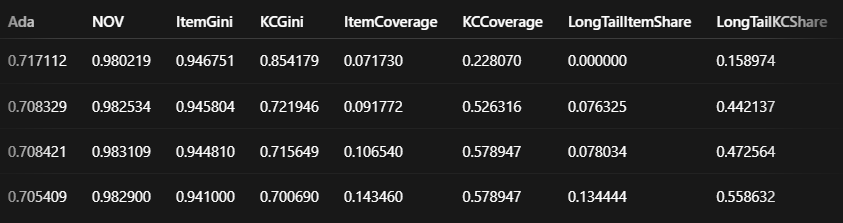 Ada NOV ItemGini KCGini ItemCoverage KCCoverage LongTailItemShare LongTailKCShare
0.717112 0.980219 0.946751 0.854179 0.071730 0.228070 0.000000 0.158974
0.708329 0.982534 0.945804 0.721946 0.091772 0.526316 0.076325 0.442137
0.708421 0.983109 0.944810 0.715649 0.106540 0.578947 0.078034 0.472564
0.705409 0.982900 0.941000 0.700690 0.143460 0.578947 0.134444 0.558632